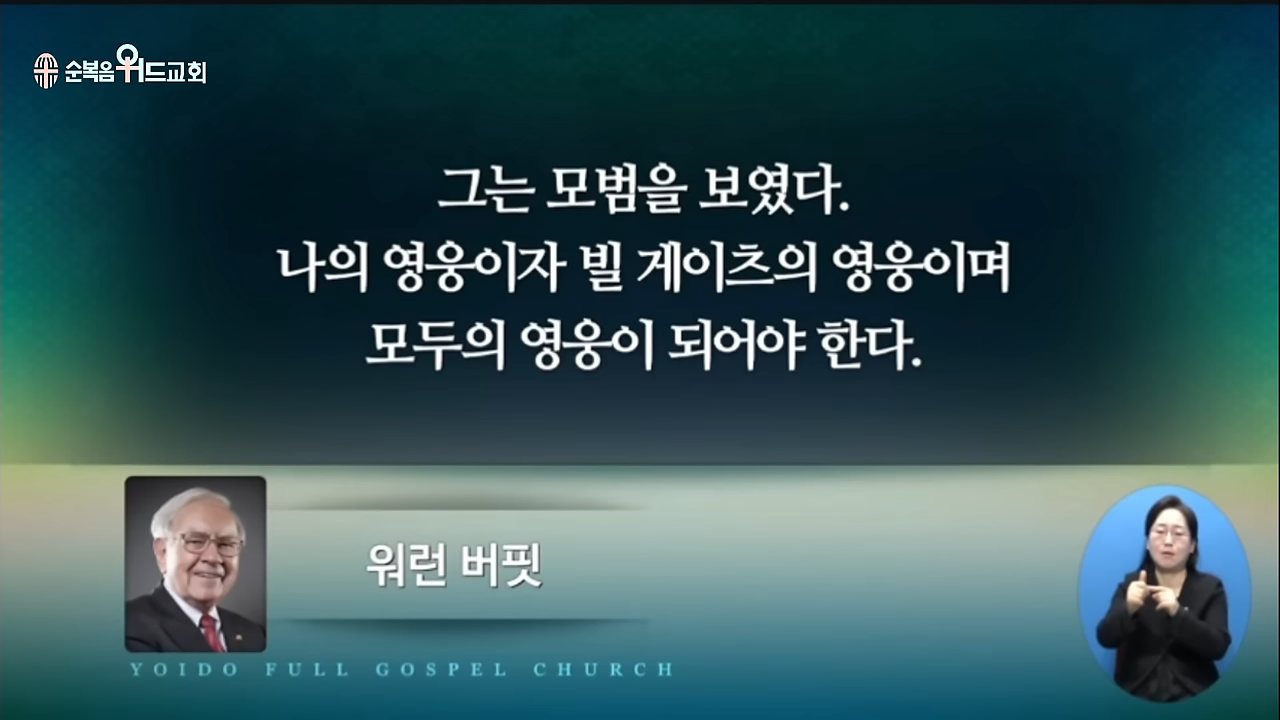 순복음위드교회
그는 모범을 보였다.
나의 영웅이자 빌 게이츠의 영웅이며
모두의 영웅이 되어야 한다.
워런 버핏
YOIDO FULL GOSPEL CHURCH